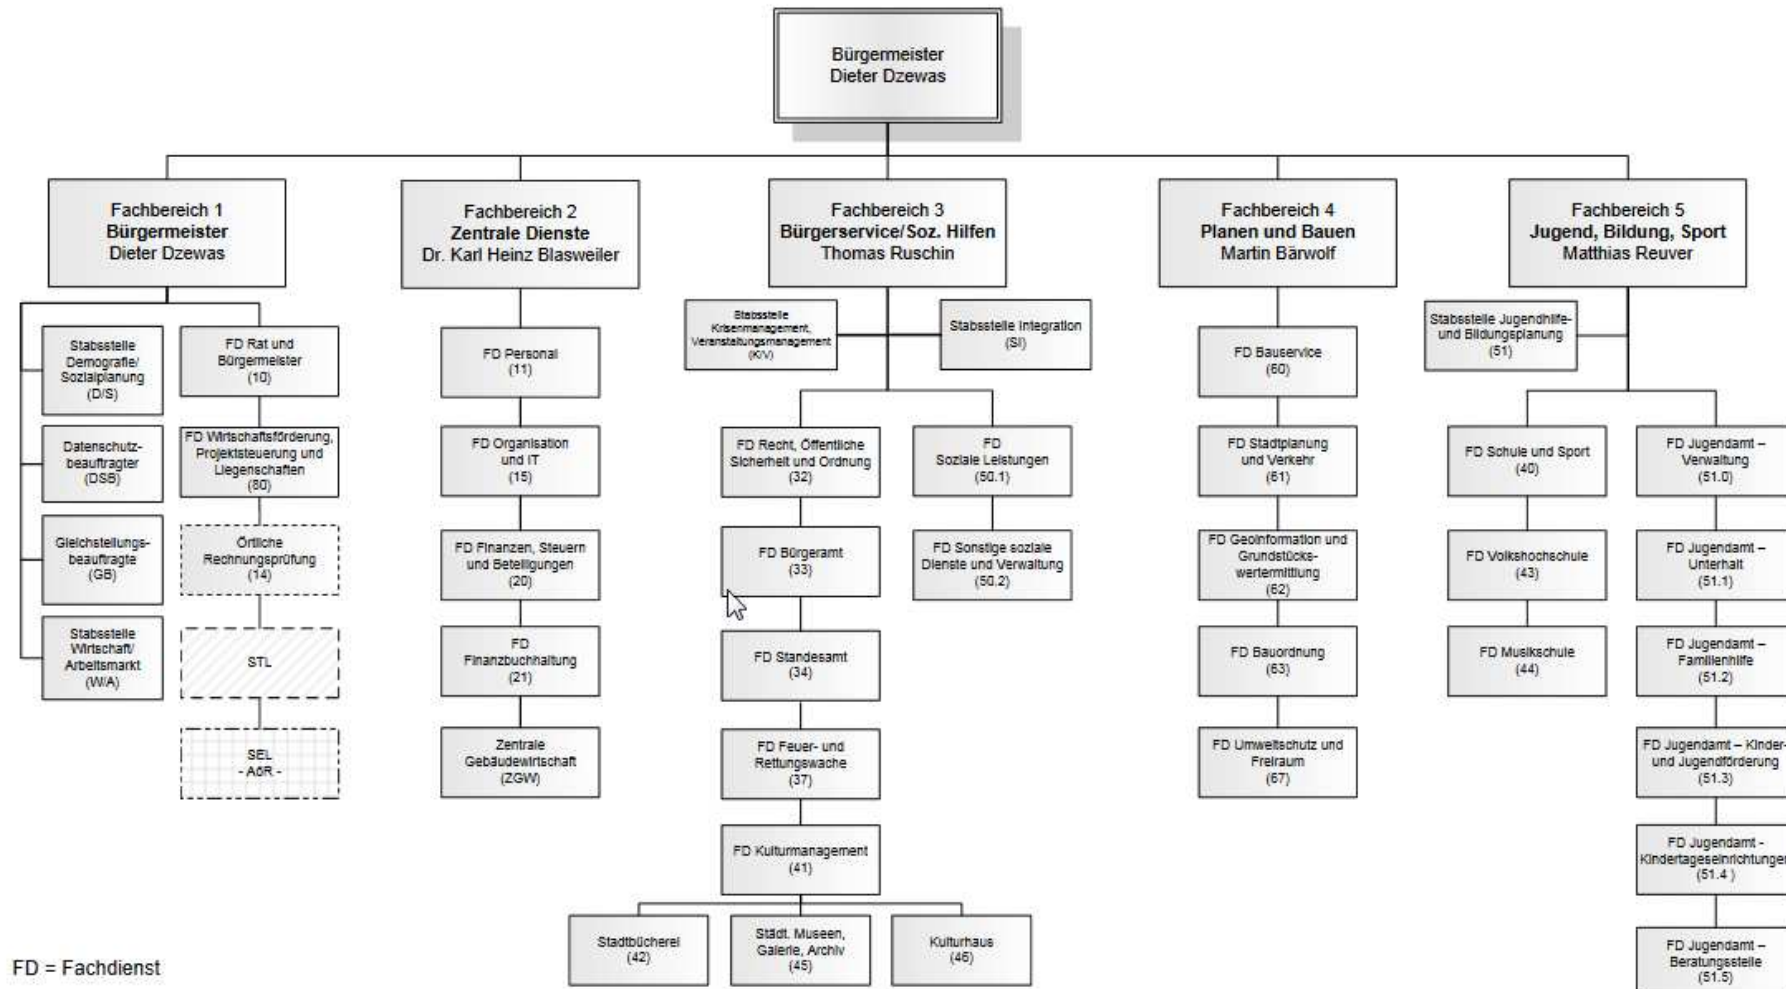 Bürgermeister
Dieter Dzewas
Fachbereich 1
Bürgermeister
Dieter Dzewas
Stabsstelle
Demografie/
Sozialplanung
(D/S)
Datenschutz-
beauftragter
(DSB)
Gleichstellungs-
beauftragte
(GB)
Stabsstelle
Wirtschaft/
Arbeitsmarkt
(W/A)
FD Rat und
Bürgermeister
(10)
FD Wirtschaftsförderung,
Projektsteuerung und
Liegenschaften
(80)
Örtliche
Rechnungsprüfung
(14)
STL
SEL
- AöR -
Fachbereich 2
Zentrale Dienste
Dr. Karl Heinz Blasweiler
FD Personal
(11)
FD Organisation
und IT
(15)
FD Finanzen, Steuern
und Beteiligungen
(20)
FD
Finanzbuchhaltung
(21)
Zentrale
Gebäudewirtschaft
(ZGW)
Fachbereich 3
Bürgerservice/Soz. Hilfen
Thomas Ruschin
Stabsstelle
Krisenmanagement,
Veranstaltungsmanagement
(K/V)
Stabsstelle Integration
(SI)
FD Recht, Öffentliche
Sicherheit und Ordnung
(32)
FD Bürgeramt
(33)
FD Standesamt
(34)
FD Feuer- und
Rettungswache
(37)
FD Kulturmanagement
(41)
Stadtbücherei
(42)
Städt. Museen,
Galerie, Archiv
(45)
Kulturhaus
(46)
FD
Soziale Leistungen
(50.1)
FD Sonstige soziale
Dienste und Verwaltung
(50.2)
Fachbereich 4
Planen und Bauen
Martin Bärwolf
FD Bauservice
(60)
FD Stadtplanung
und Verkehr
(61)
FD Geoinformation und
Grundstücks-
wertermittlung
(62)
FD Bauordnung
(63)
FD Umweltschutz und
Freiraum
(67)
Fachbereich 5
Jugend, Bildung, Sport
Matthias Reuver
Stabsstelle Jugendhilfe-
und Bildungsplanung
(51)
FD Schule und Sport
(40)
FD Volkshochschule
(43)
FD Musikschule
(44)
FD Jugendamt –
Verwaltung
(51.0)
FD Jugendamt –
Unterhalt
(51.1)
FD Jugendamt –
Familienhilfe
(51.2)
FD Jugendamt – Kinder-
und Jugendförderung
(51.3)
FD Jugendamt -
Kindertageseinrichtungen
(51.4 )
FD Jugendamt –
Beratungsstelle
(51.5)
FD = Fachdienst